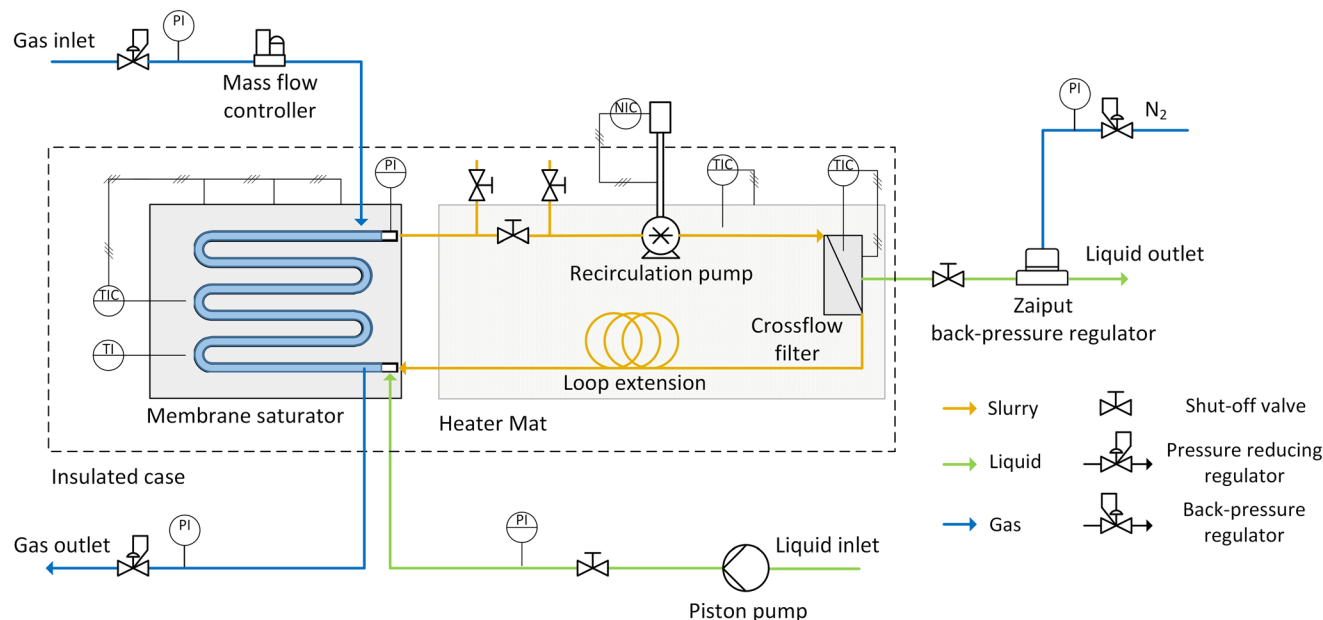 PI
Gas inlet
Mass flow
controller
PI
N₂
NIC
PI
TIC
TIC
Recirculation pump
Liquid outlet
TIC
Zaiput
back-pressure regulator
Crossflow
filter
TI
Loop extension
Membrane saturator
Heater Mat
Insulated case
Slurry
Shut-off valve
Liquid
Pressure reducing
regulator
Gas
Back-pressure
regulator
PI
PI
Gas outlet
Liquid inlet
Piston pump